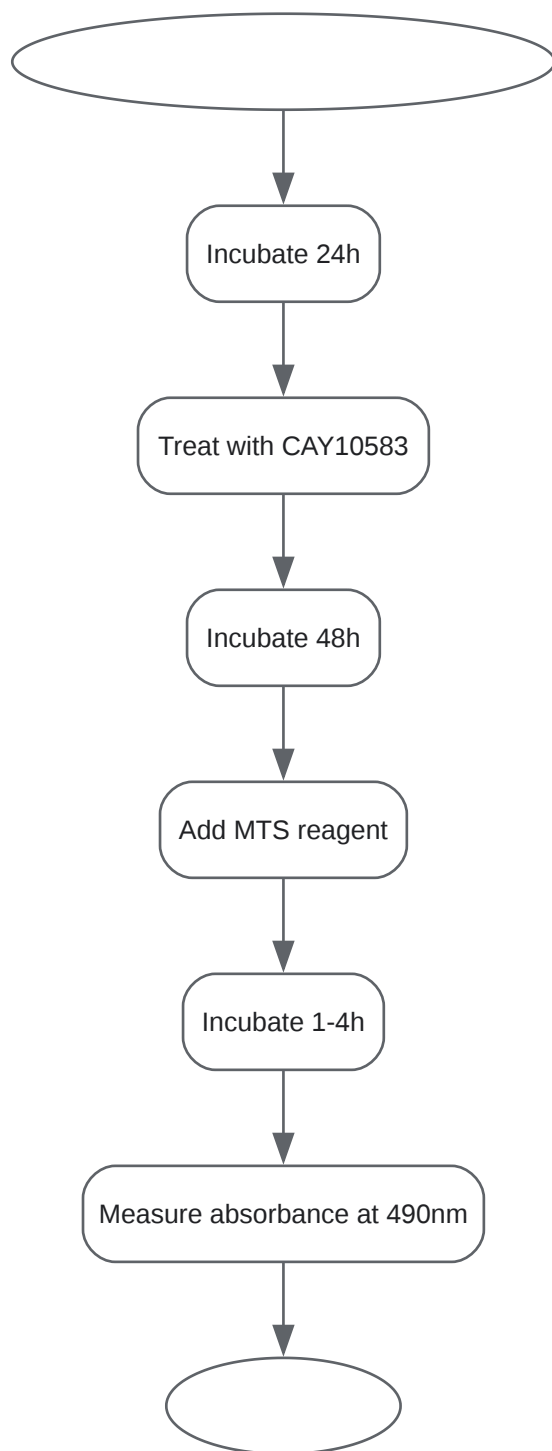 Incubate 24h
Treat with CAY10583
Incubate 48h
Add MTS reagent
Incubate 1-4h
Measure absorbance at 490nm